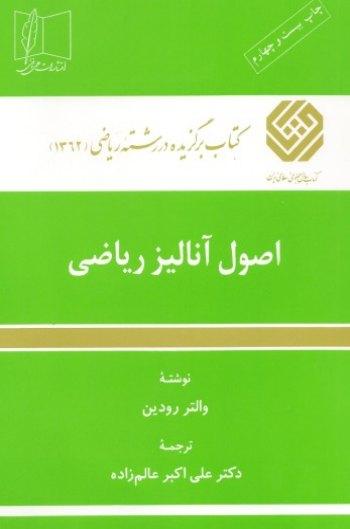 چاپ بیست و چهارم
کتاب برگزیده در رشته ریاضی (۱۳۶۲)
اصول آنالیز ریاضی
نوشتهٔ
والتر رودین
ترجمهٔ
دکتر علی اکبر عالم‌زاده